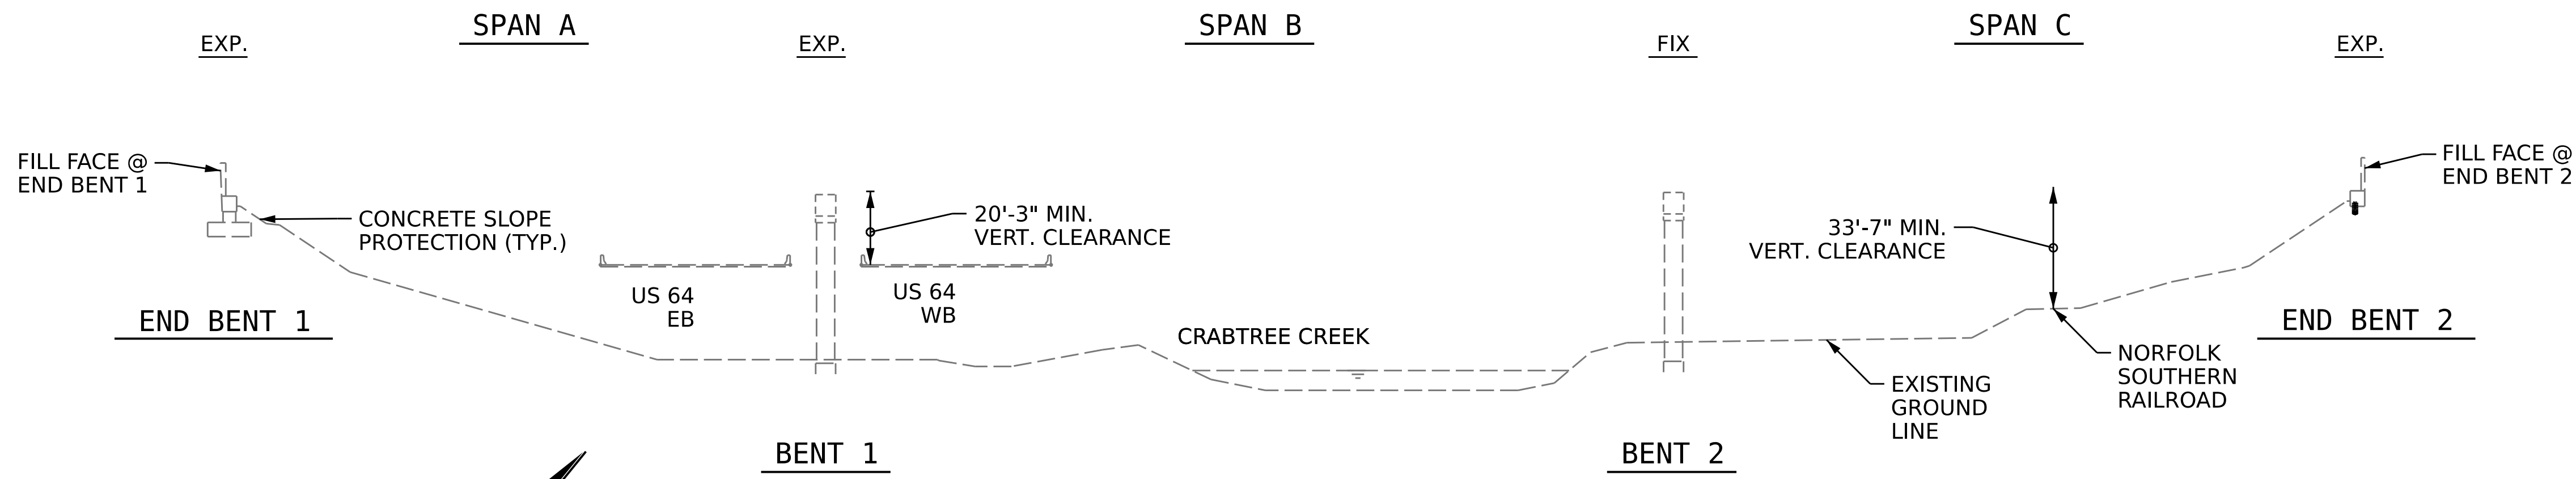 SPAN A
SPAN B
SPAN C
EXP.
EXP.
FIX
EXP.
FILL FACE @
END BENT 1
CONCRETE SLOPE
PROTECTION (TYP.)
20'-3" MIN.
VERT. CLEARANCE
33'-7" MIN.
VERT. CLEARANCE
FILL FACE @
END BENT 2
US 64
EB
US 64
WB
END BENT 1
CRABTREE CREEK
END BENT 2
NORFOLK
SOUTHERN
RAILROAD
EXISTING
GROUND
LINE
BENT 1
BENT 2